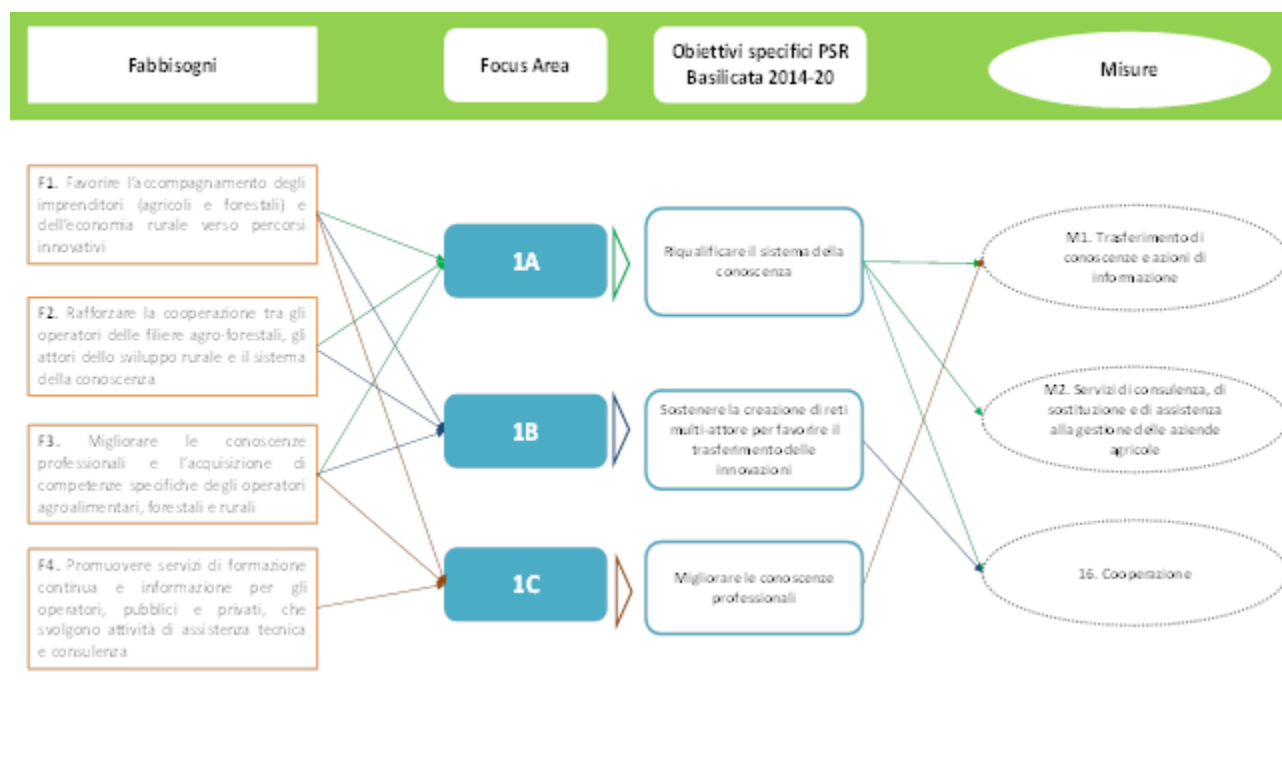 Fabbisogni
Focus Area
Obiettivi specifici PSR
Basilicata 2014-20
Misure
F1. Favorire l'accompagnamento degli
imprenditori (agricoli e forestali) e
dell'economia rurale verso percorsi
innovativi
F2. Rafforzare la cooperazione tra gli
operatori delle filiere agro-forestali, gli
attori dello sviluppo rurale e il sistema
della conoscenza
F3. Migliorare le conoscenze
professionali e l'acquisizione di
competenze specifiche degli operatori
agroalimentari, forestali e rurali
F4. Promuovere servizi di formazione
continua e informazione per gli
operatori, pubblici e privati, che
svolgono attività di assistenza tecnica
e consulenza
1A
1B
1C
Riqualificare il sistema della
conoscenza
Sostenere la creazione di reti
multi-attore per favorire il
trasferimento delle
innovazioni
Migliorare le conoscenze
professionali
M1. Trasferimento di
conoscenze e azioni di
informazione
M2. Servizi di consulenza, di
sostituzione e di assistenza
alla gestione delle aziende
agricole
16. Cooperazione